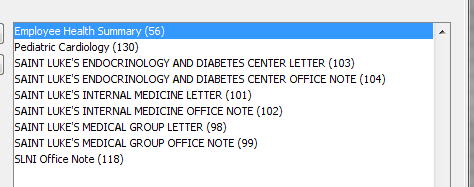 Employee Health Summary (56)
Pediatric Cardiology (130)
SAINT LUKE'S ENDOCRINOLOGY AND DIABETES CENTER LETTER (103)
SAINT LUKE'S ENDOCRINOLOGY AND DIABETES CENTER OFFICE NOTE (104)
SAINT LUKE'S INTERNAL MEDICINE LETTER (101)
SAINT LUKE'S INTERNAL MEDICINE OFFICE NOTE (102)
SAINT LUKE'S MEDICAL GROUP LETTER (98)
SAINT LUKE'S MEDICAL GROUP OFFICE NOTE (99)
SLNI Office Note (118)